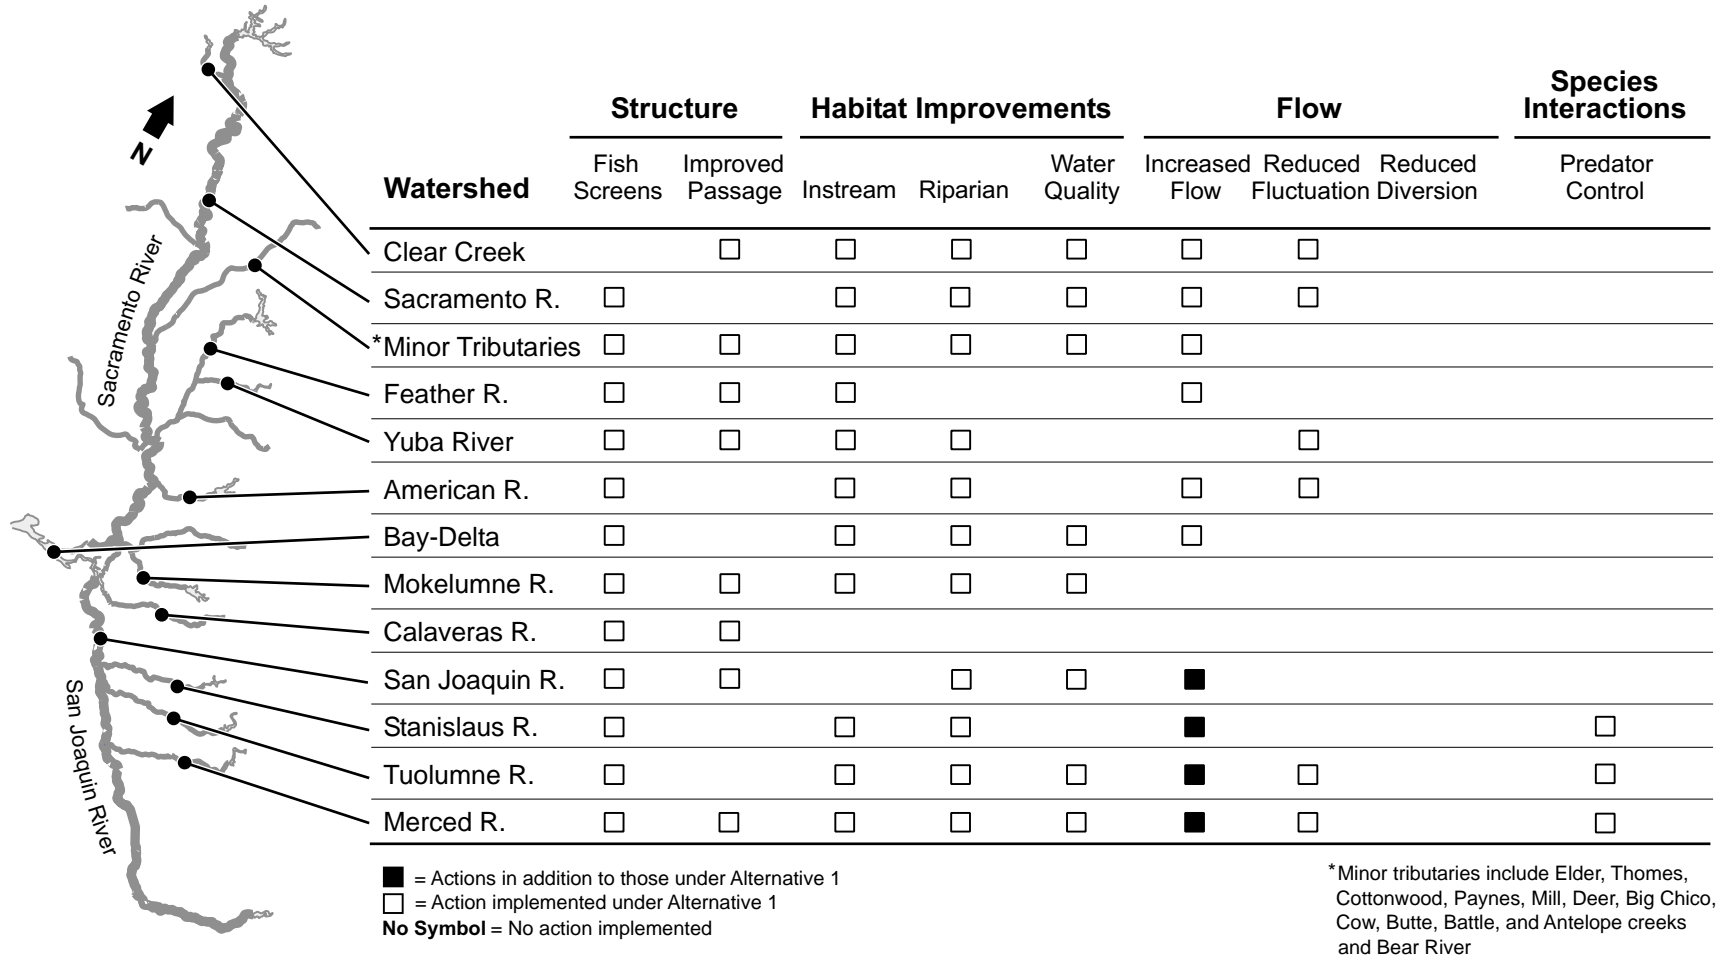 Species
Structure Habitat Improvements Flow Interactions
Fish Improved Water Increased Reduced Reduced Predator
Watershed Screens Passage Instream Riparian Quality Flow Fluctuation Diversion Control
N
Clear Creek □ □ □ □ □ □
Sacramento R. □ □ □ □ □ □
*Minor Tributaries □ □ □ □ □ □
Feather R. □ □ □ □
Yuba River □ □ □ □ □
American R. □ □ □ □ □
Bay-Delta □ □ □ □ □
Mokelumne R. □ □ □ □ □
Calaveras R. □ □
San Joaquin R. □ □ □ □ ■
Stanislaus R. □ □ □ ■ □
Tuolumne R. □ □ □ □ ■ □ □
Merced R. □ □ □ □ □ ■ □ □
Sacramento River
San Joaquin River
■ = Actions in addition to those under Alternative 1
□ = Action implemented under Alternative 1
No Symbol = No action implemented
*Minor tributaries include Elder, Thomes,
Cottonwood, Paynes, Mill, Deer, Big Chico,
Cow, Butte, Battle, and Antelope creeks
and Bear River